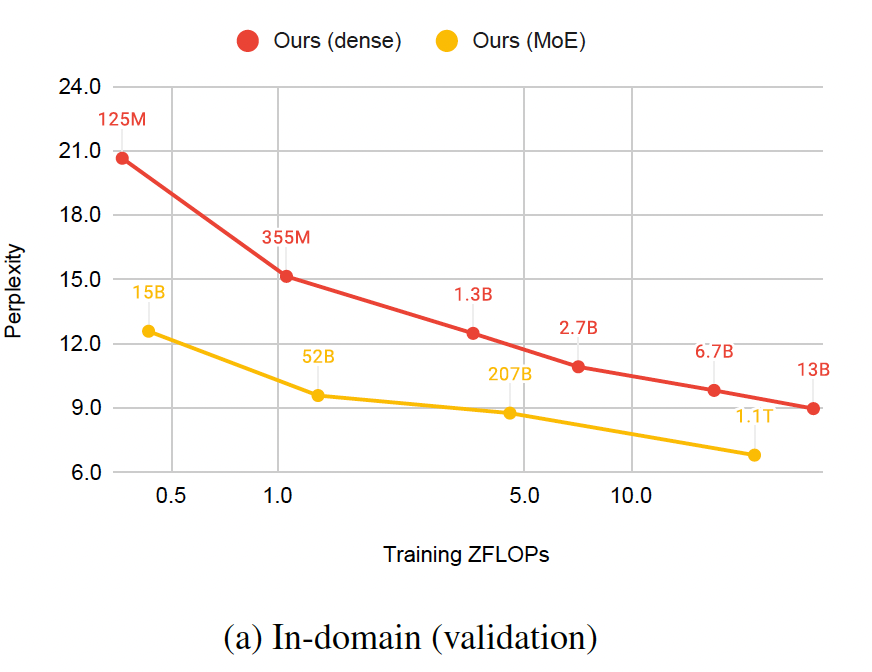 Ours (dense) Ours (MoE)
24.0
125M
21.0
18.0
355M
15.0
15B
1.3B
2.7B
12.0
52B
6.7B
207B
13B
9.0
1.1T
6.0
Perplexity
0.5 1.0 5.0 10.0
Training ZFLOPs
(a) In-domain (validation)